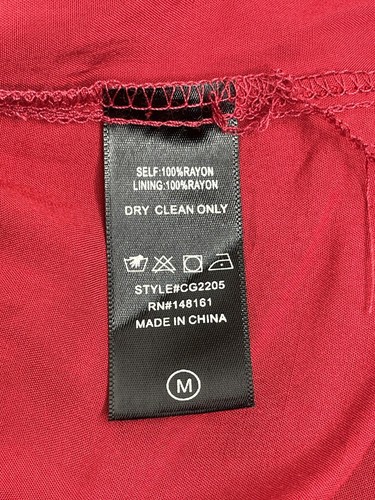 SELF:100%RAYON
LINING:100%RAYON
DRY CLEAN ONLY
STYLE#CG2205
RN#148161
MADE IN CHINA
M